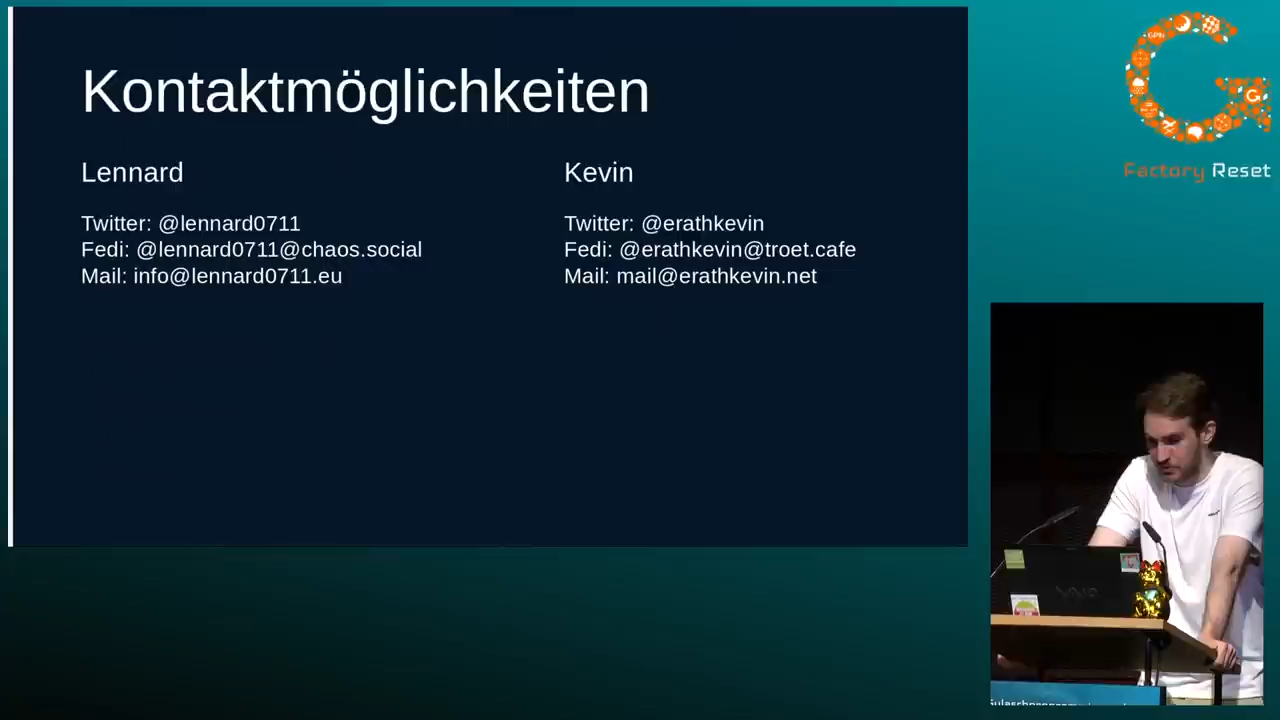 Kontaktmöglichkeiten
Lennard
Twitter: @lennard0711
Fedi: @lennard0711@chaos.social
Mail: info@lennard0711.eu
Kevin
Twitter: @erathkevin
Fedi: @erathkevin@troet.cafe
Mail: mail@erathkevin.net
Factory Reset
VAIO